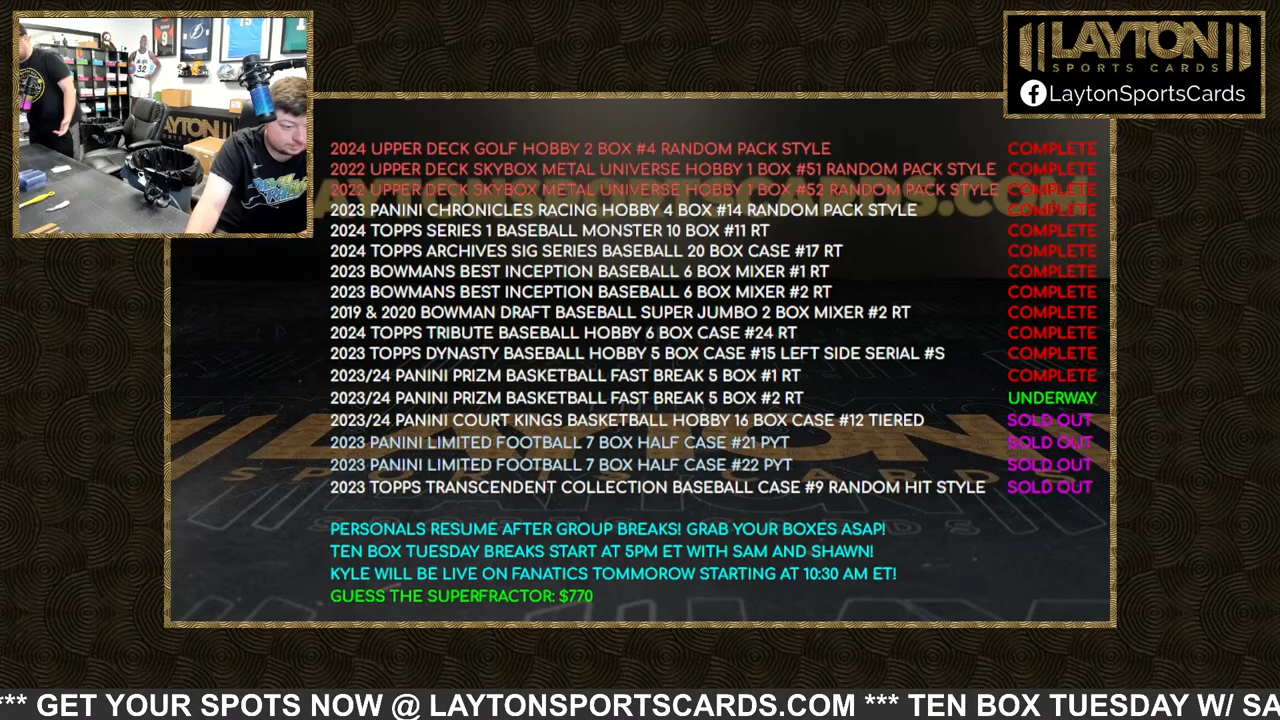 LAYTON
SPORTS CARDS
LaytonSportsCards
2024 UPPER DECK GOLF HOBBY 2 BOX #4 RANDOM PACK STYLE COMPLETE
2022 UPPER DECK SKYBOX METAL UNIVERSE HOBBY 1 BOX #51 RANDOM PACK STYLE COMPLETE
2022 UPPER DECK SKYBOX METAL UNIVERSE HOBBY 1 BOX #52 RANDOM PACK STYLE COMPLETE
2023 PANINI CHRONICLES RACING HOBBY 4 BOX #14 RANDOM PACK STYLE COMPLETE
2024 TOPPS SERIES 1 BASEBALL MONSTER 10 BOX #11 RT COMPLETE
2024 TOPPS ARCHIVES SIG SERIES BASEBALL 20 BOX CASE #17 RT COMPLETE
2023 BOWMANS BEST INCEPTION BASEBALL 6 BOX MIXER #1 RT COMPLETE
2023 BOWMANS BEST INCEPTION BASEBALL 6 BOX MIXER #2 RT COMPLETE
2019 & 2020 BOWMAN DRAFT BASEBALL SUPER JUMBO 2 BOX MIXER #2 RT COMPLETE
2024 TOPPS TRIBUTE BASEBALL HOBBY 6 BOX CASE #24 RT COMPLETE
2023 TOPPS DYNASTY BASEBALL HOBBY 5 BOX CASE #15 LEFT SIDE SERIAL #S COMPLETE
2023/24 PANINI PRIZM BASKETBALL FAST BREAK 5 BOX #1 RT COMPLETE
2023/24 PANINI PRIZM BASKETBALL FAST BREAK 5 BOX #2 RT UNDERWAY
2023/24 PANINI COURT KINGS BASKETBALL HOBBY 16 BOX CASE #12 TIERED SOLD OUT
2023 PANINI LIMITED FOOTBALL 7 BOX HALF CASE #21 PYT SOLD OUT
2023 PANINI LIMITED FOOTBALL 7 BOX HALF CASE #22 PYT SOLD OUT
2023 TOPPS TRANSCENDENT COLLECTION BASEBALL CASE #9 RANDOM HIT STYLE SOLD OUT
PERSONALS RESUME AFTER GROUP BREAKS! GRAB YOUR BOXES ASAP!
TEN BOX TUESDAY BREAKS START AT 5PM ET WITH SAM AND SHAWN!
KYLE WILL BE LIVE ON FANATICS TOMMOROW STARTING AT 10:30 AM ET!
GUESS THE SUPERFRACTOR: $770
*** GET YOUR SPOTS NOW @ LAYTONSPORTSCARDS.COM *** TEN BOX TUESDAY W/ SA